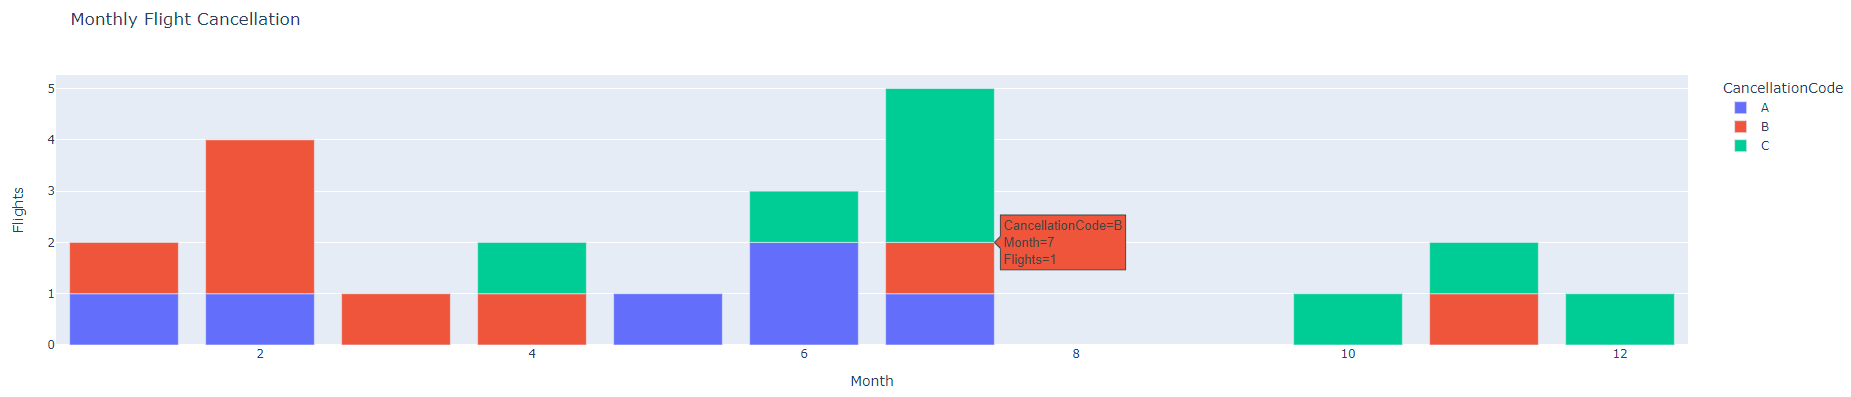 Monthly Flight Cancellation
CancellationCode
A
B
C
5
4
3
2
1
0
Flights
CancellationCode=B
Month=7
Flights=1
2 4 6 8 10 12
Month